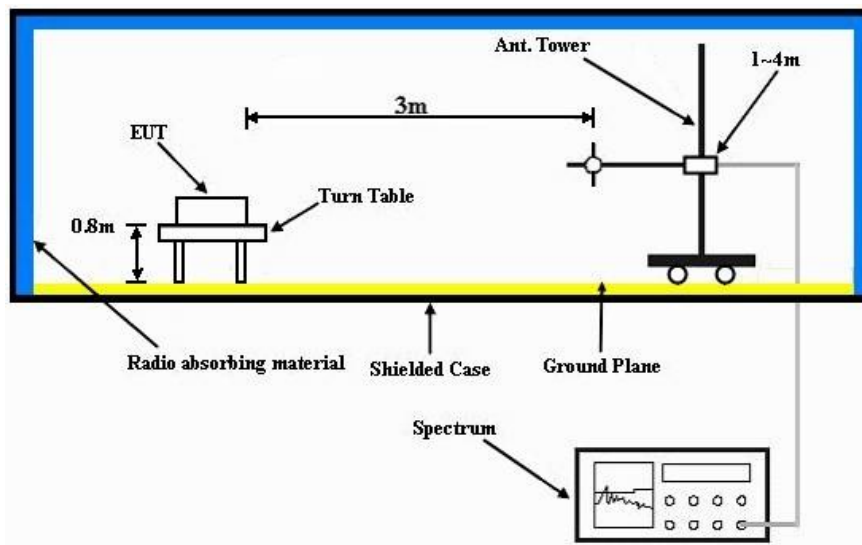 Ant. Tower
1~4m
3m
EUT
Turn Table
0.8m
Radio absorbing material
Shielded Case
Ground Plane
Spectrum